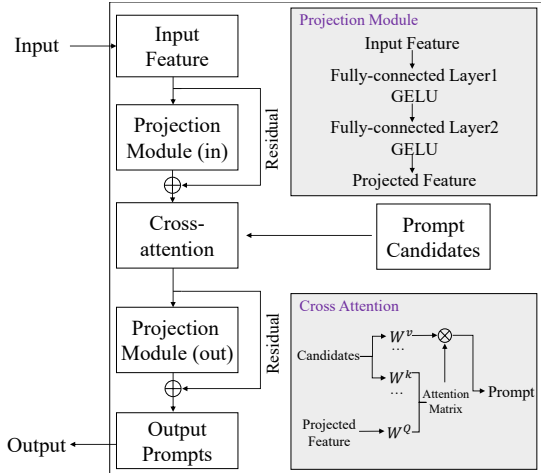 Input
Input
Feature
Projection
Module (in)
Residual
Cross-
attention
Prompt
Candidates
Projection
Module (out)
Residual
Output
Prompts
Output
Projection Module
Input Feature
Fully-connected Layer1
GELU
Fully-connected Layer2
GELU
Projected Feature
Cross Attention
Candidates
W^v
...
W^k
...
Attention
Matrix
Prompt
Projected
Feature
W^Q